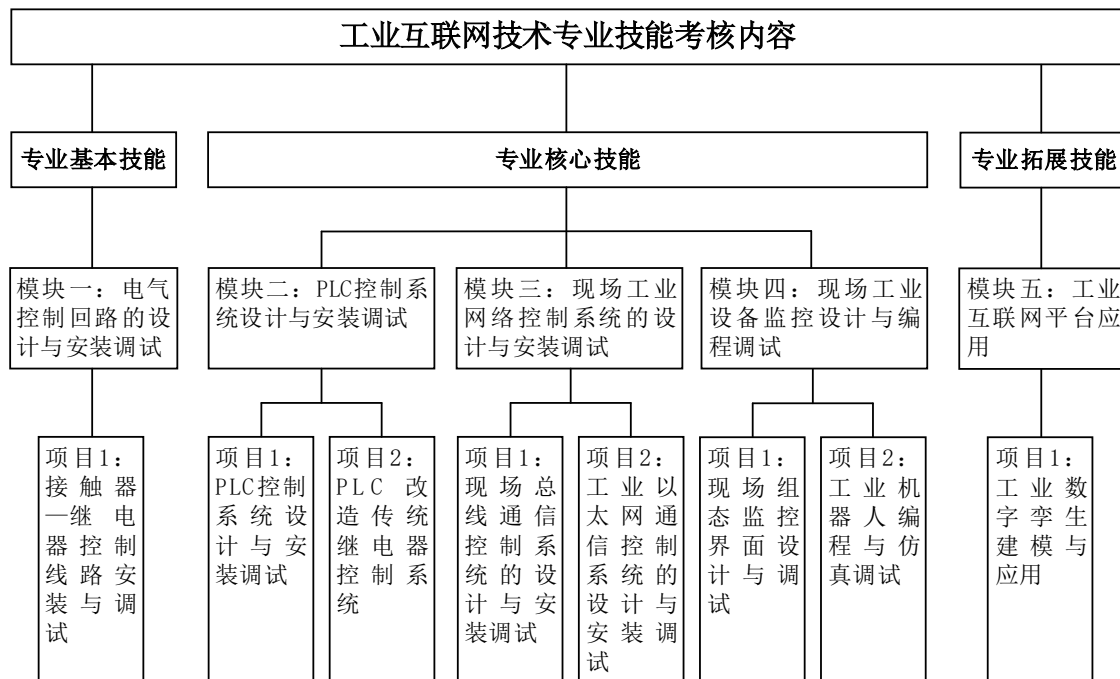 工业互联网技术专业技能考核内容
专业基本技能
专业核心技能
专业拓展技能
模块一：电气
控制回路的设
计与安装调试
模块二：PLC控制系
统设计与安装调试
模块三：现场工业
网络控制系统的设
计与安装调试
模块四：现场工业
设备监控设计与编
程调试
模块五：工业
互联网平台应
用
项目1：
接触器
—继电
器控制
线路安
装与调
试
项目1：
PLC控制
系统设
计与安
装调试
项目2：
PLC 改
造传统
继电器
控制系
统
项目1：
现场总
线通信
控制系
统的设
计与安
装调试
项目2：
工业以
太网通
信控制
系统的
设计与
安装调
试
项目1：
现场组
态监控
界面设
计与调
试
项目2：
工业机
器人编
程与仿
真调试
项目1：
工业数
字孪生
建模与
应用